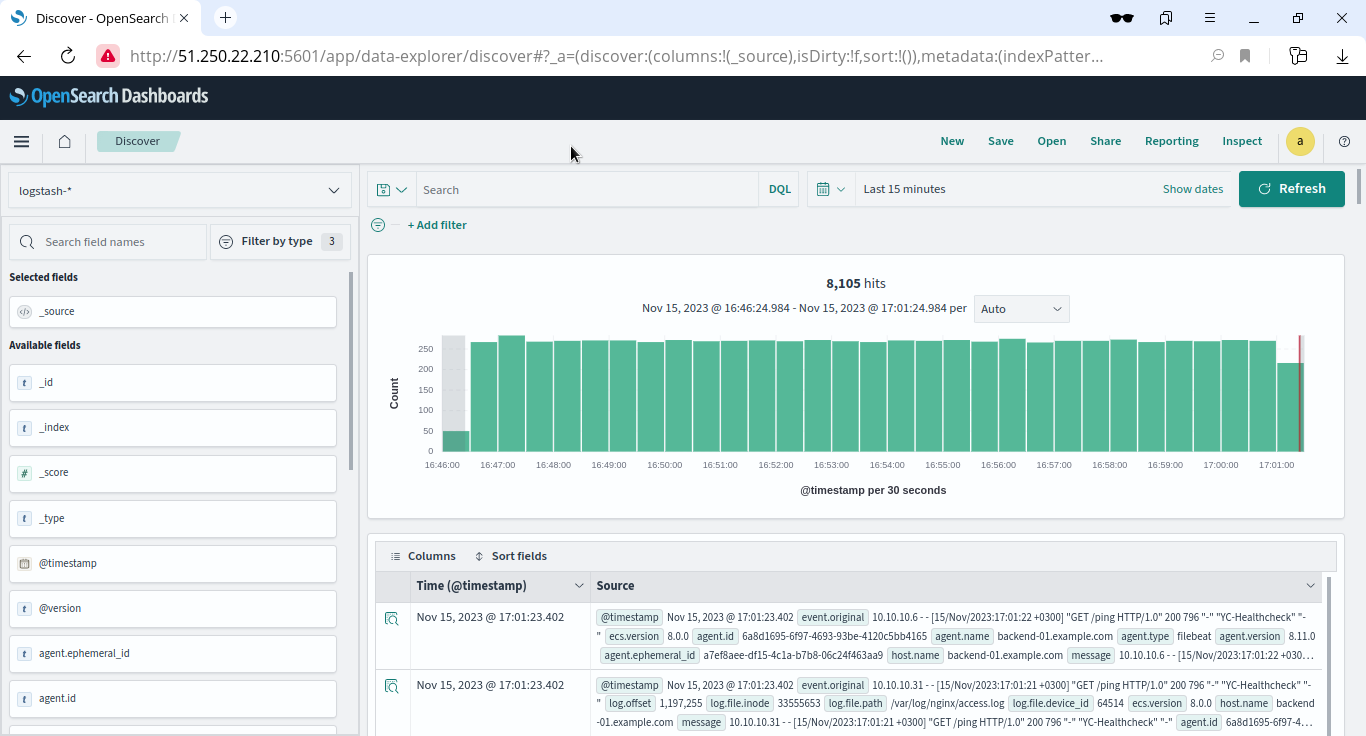 Discover - OpenSearch
http://51.250.22.210:5601/app/data-explorer/discover#?_a=(discover:(columns:!(_source),isDirty:!f,sort:!()),metadata:(indexPatter...
OpenSearch Dashboards
Discover
New Save Open Share Reporting Inspect a
logstash-*
Search DQL
Last 15 minutes Show dates
Refresh
+ Add filter
Search field names
Filter by type 3
Selected fields
_source
Available fields
t _id
t _index
# _score
t _type
@timestamp
t @version
t agent.ephemeral_id
t agent.id
8,105 hits
Nov 15, 2023 @ 16:46:24.984 - Nov 15, 2023 @ 17:01:24.984 per Auto
Count
250
200
150
100
50
0
16:46:00 16:47:00 16:48:00 16:49:00 16:50:00 16:51:00 16:52:00 16:53:00 16:54:00 16:55:00 16:56:00 16:57:00 16:58:00 16:59:00 17:00:00 17:01:00
@timestamp per 30 seconds
Columns Sort fields
Time (@timestamp) Source
Nov 15, 2023 @ 17:01:23.402 @timestamp Nov 15, 2023 @ 17:01:23.402 event.original 10.10.10.6 - - [15/Nov/2023:17:01:22 +0300] "GET /ping HTTP/1.0" 200 796 "-" "YC-Healthcheck" "-
" ecs.version 8.0.0 agent.id 6a8d1695-6f97-4693-93be-4120c5bb4165 agent.name backend-01.example.com agent.type filebeat agent.version 8.11.0
agent.ephemeral_id a7ef8aee-df15-4c1a-b7b8-06c24f463aa9 host.name backend-01.example.com message 10.10.10.6 - - [15/Nov/2023:17:01:22 +030...
Nov 15, 2023 @ 17:01:23.402 @timestamp Nov 15, 2023 @ 17:01:23.402 event.original 10.10.10.31 - - [15/Nov/2023:17:01:21 +0300] "GET /ping HTTP/1.0" 200 796 "-" "YC-Healthcheck" "-
" log.offset 1,197,255 log.file.inode 33555653 log.file.path /var/log/nginx/access.log log.file.device_id 64514 ecs.version 8.0.0 host.name backend
-01.example.com message 10.10.10.31 - - [15/Nov/2023:17:01:21 +0300] "GET /ping HTTP/1.0" 200 796 "-" "YC-Healthcheck" "-" agent.id 6a8d1695-6f97-4...